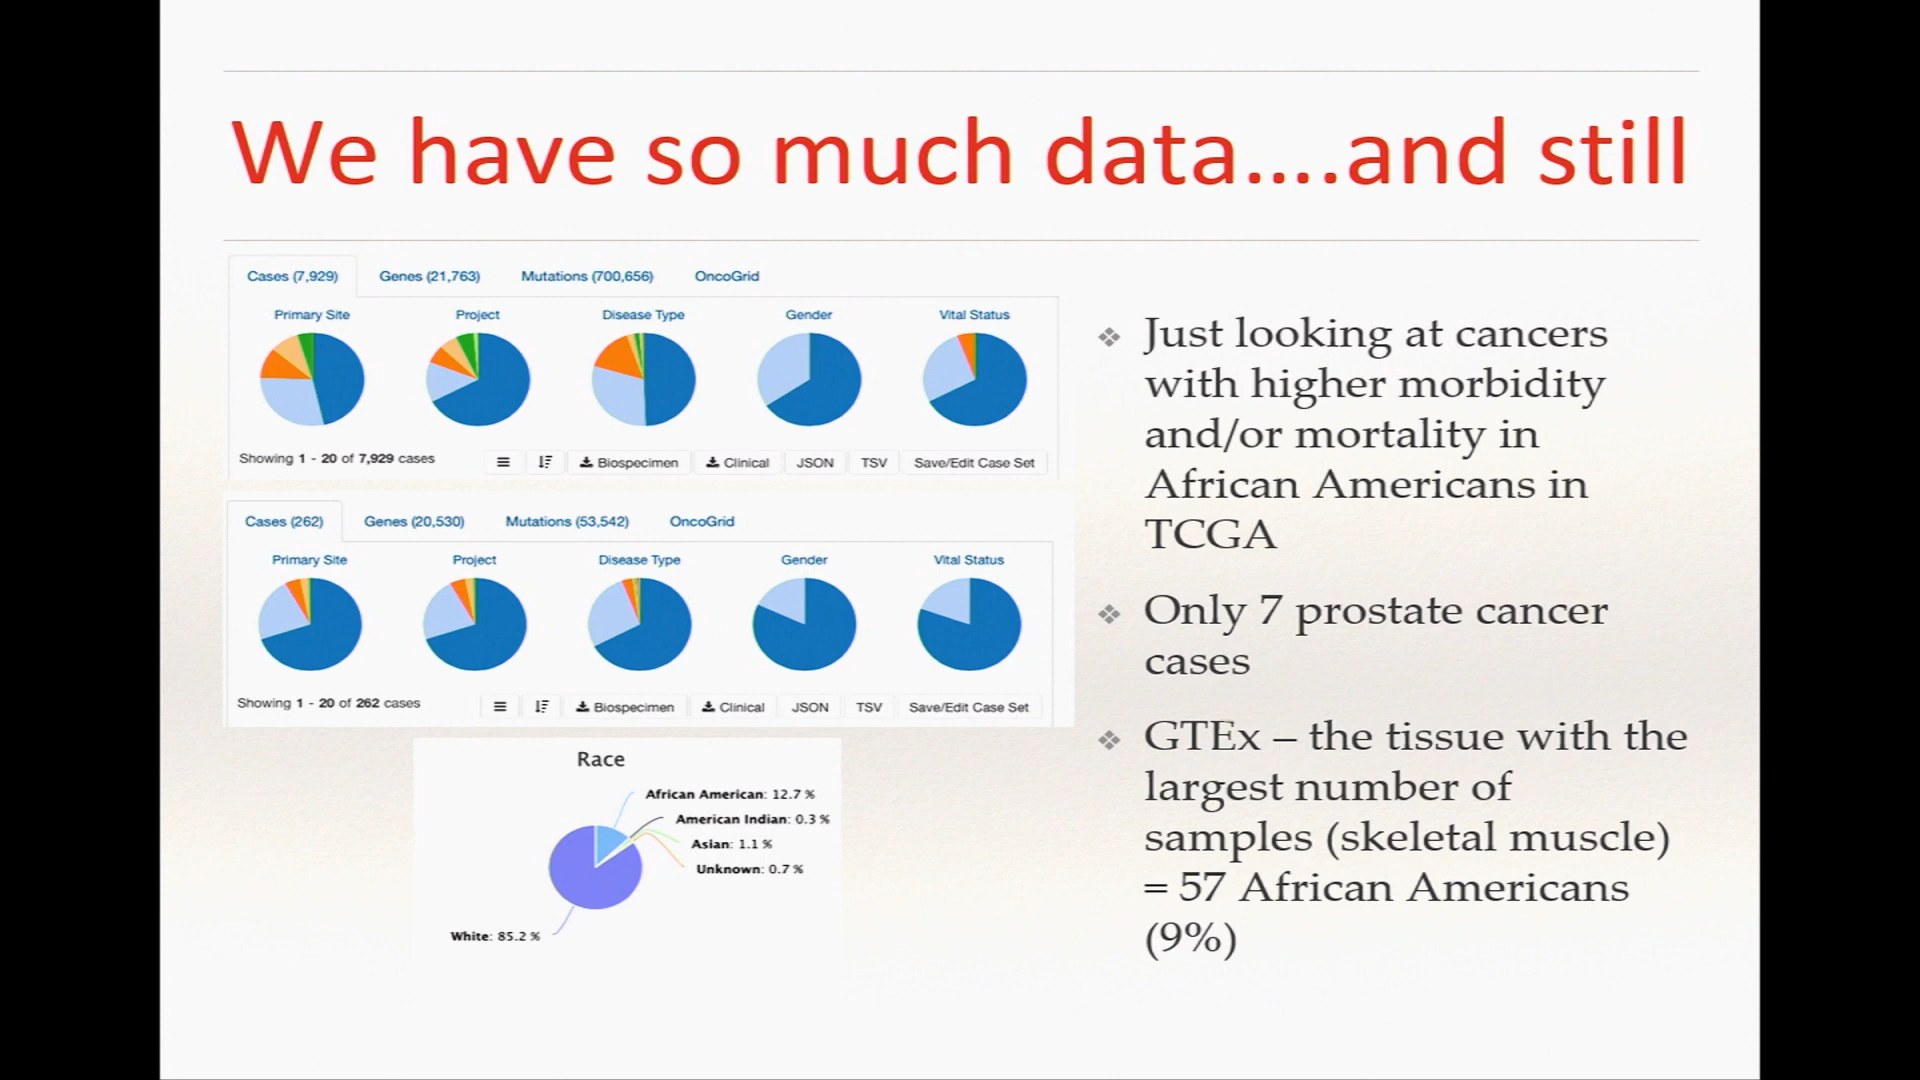 We have so much data....and still
Cases (7,929) Genes (21,763) Mutations (700,656) OncoGrid
Primary Site Project Disease Type Gender Vital Status
Showing 1 - 20 of 7,929 cases Biospecimen Clinical JSON TSV Save/Edit Case Set
Cases (262) Genes (20,530) Mutations (53,542) OncoGrid
Primary Site Project Disease Type Gender Vital Status
Showing 1 - 20 of 262 cases Biospecimen Clinical JSON TSV Save/Edit Case Set
Race
African American: 12.7 %
American Indian: 0.3 %
Asian: 1.1 %
Unknown: 0.7 %
White: 85.2 %
Just looking at cancers
with higher morbidity
and/or mortality in
African Americans in
TCGA
Only 7 prostate cancer
cases
GTEx – the tissue with the
largest number of
samples (skeletal muscle)
= 57 African Americans
(9%)